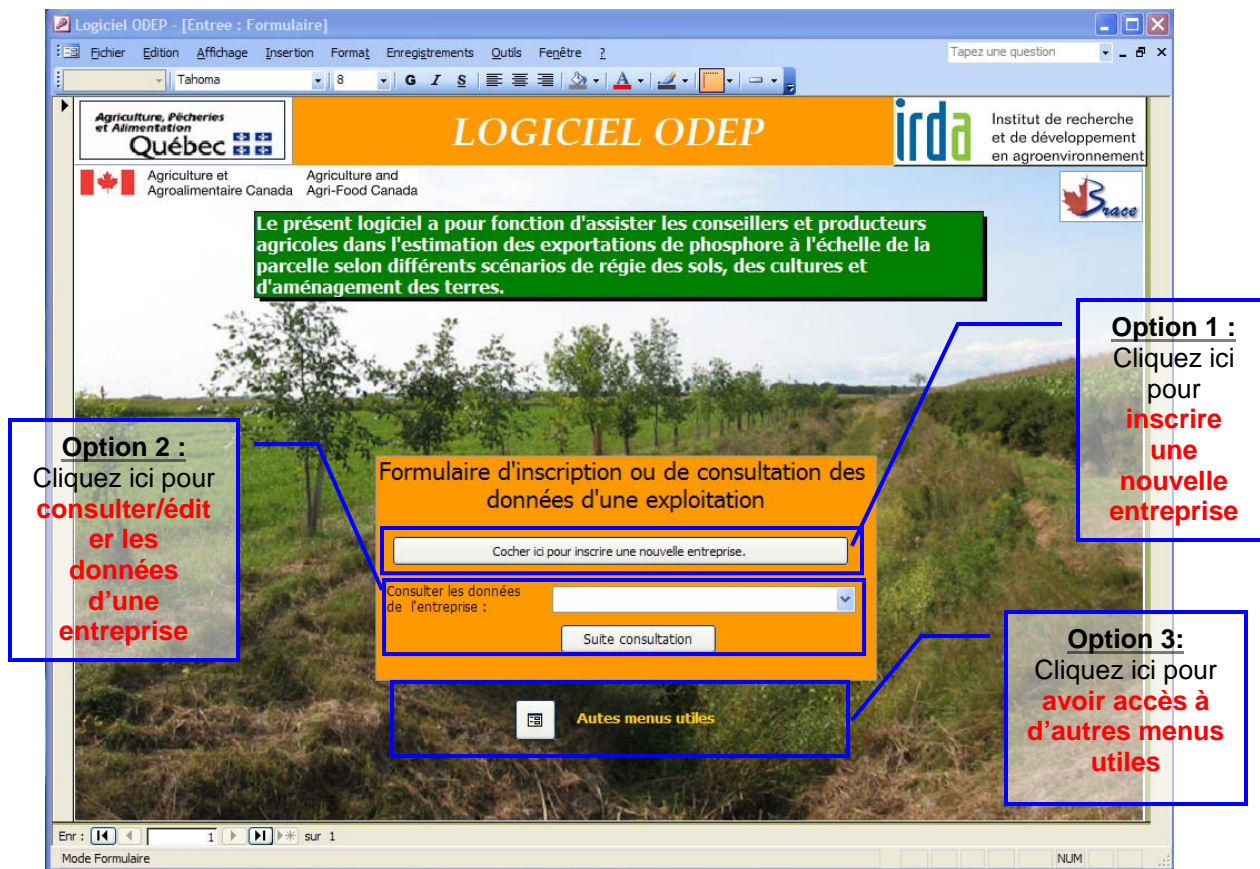 Logiciel ODEP - [Entree : Formulaire]
Fichier Edition Affichage Insertion Format Enregistrements Outils Fenêtre ?
Tapez une question
Tahoma 8 G I S
Agriculture, Pêcheries
et Alimentation
Québec
LOGICIEL ODEP
irda
Institut de recherche
et de développement
en agroenvironnement
Agriculture et
Agroalimentaire Canada
Agriculture and
Agri-Food Canada
Brace
Le présent logiciel a pour fonction d'assister les conseillers et producteurs
agricoles dans l'estimation des exportations de phosphore à l'échelle de la
parcelle selon différents scénarios de régie des sols, des cultures et
d'aménagement des terres.
Option 1 :
Cliquez ici
pour
inscrire
une
nouvelle
entreprise
Option 2 :
Cliquez ici pour
consulter/édit
er les
données
d'une
entreprise
Formulaire d'inscription ou de consultation des
données d'une exploitation
Cocher ici pour inscrire une nouvelle entreprise.
Consulter les données
de l'entreprise :
Suite consultation
Option 3:
Cliquez ici pour
avoir accès à
d'autres menus
utiles
Autes menus utiles
Enr : 1 sur 1
Mode Formulaire
NUM